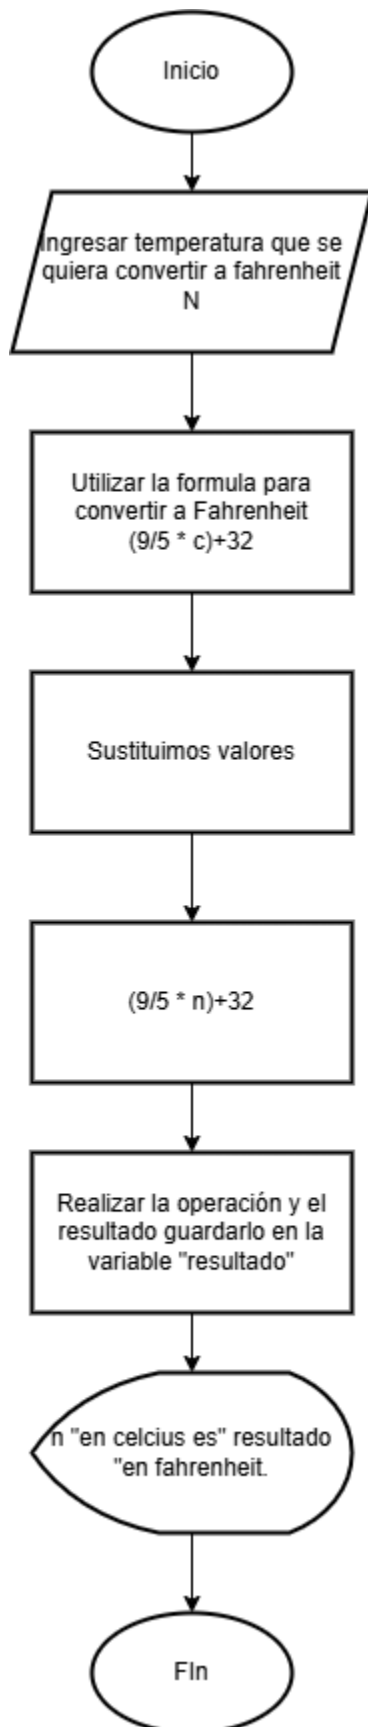 Inicio
Ingresar temperatura que se
quiera convertir a fahrenheit
N
Utilizar la formula para
convertir a Fahrenheit
(9/5 * c)+32
Sustituimos valores
(9/5 * n)+32
Realizar la operación y el
resultado guardarlo en la
variable "resultado"
n "en celcius es" resultado
"en fahrenheit.
FIn